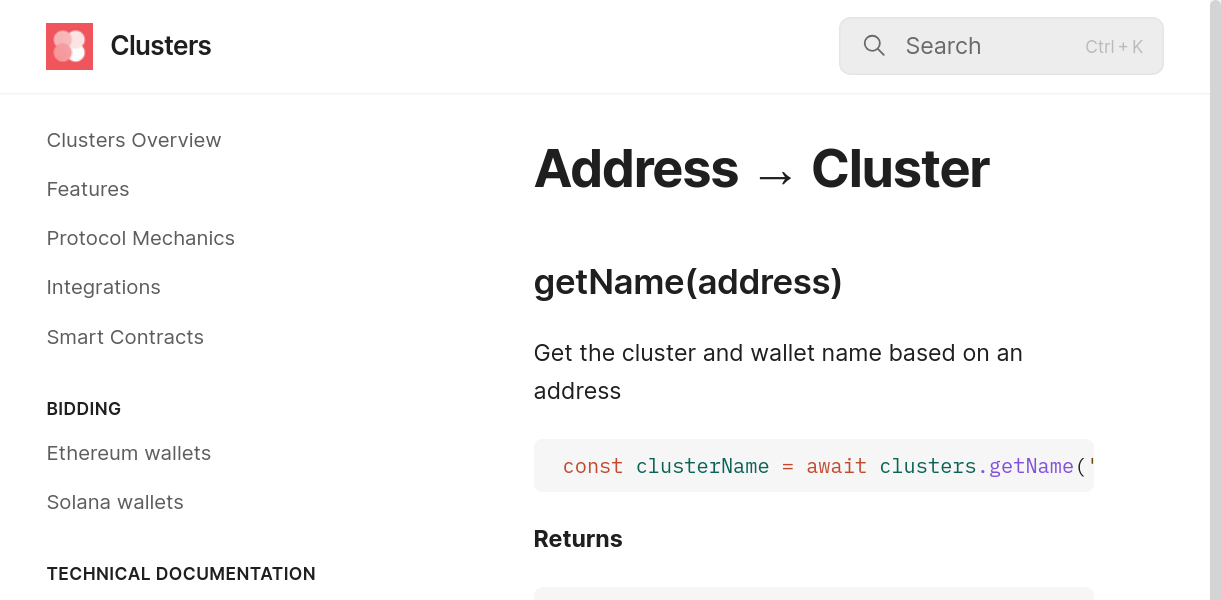 Clusters
Search
Ctrl + K
Clusters Overview
Features
Protocol Mechanics
Integrations
Smart Contracts
BIDDING
Ethereum wallets
Solana wallets
TECHNICAL DOCUMENTATION
Address → Cluster
getName(address)
Get the cluster and wallet name based on an
address
const clusterName = await clusters.getName('
Returns